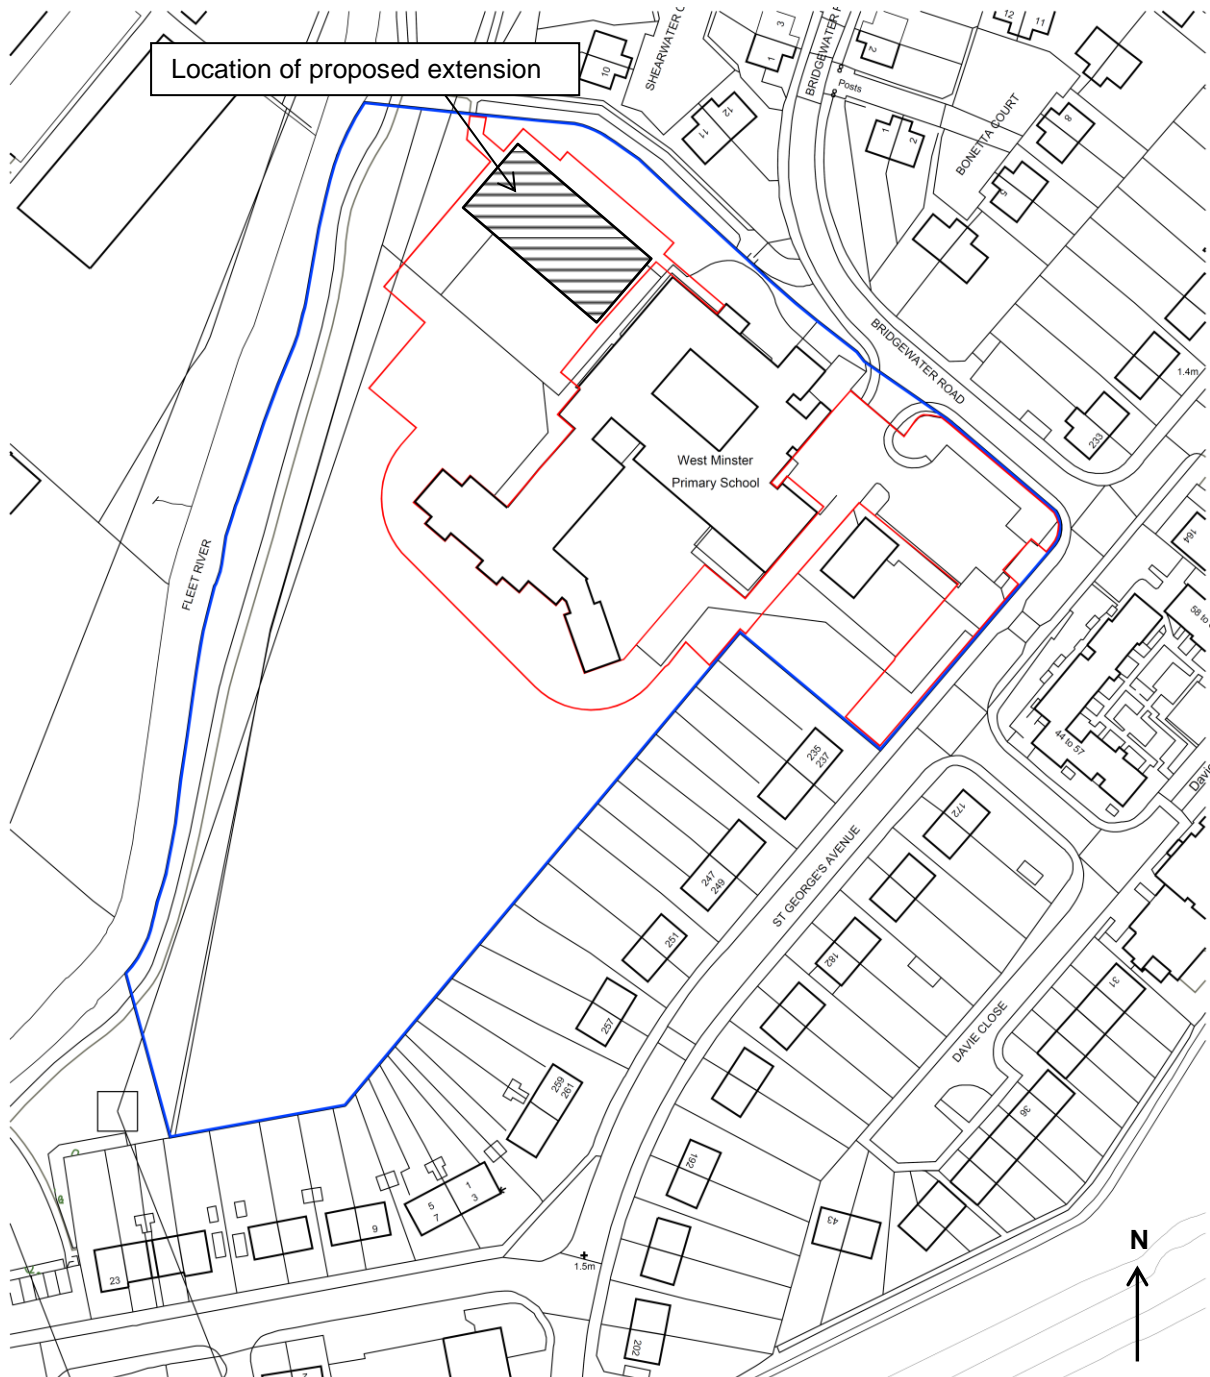 Location of proposed extension
10
SHEARWATER C
3
1
BRIDGEWATER
2
12
11
12
11
Posts
1
2
8
BONETTA COURT
5
BRIDGEWATER ROAD
1.4m
233
West Minster
Primary School
164
58 to
FLEET RIVER
44 to 57
235
237
172
247
249
ST GEORGE'S AVENUE
251
182
257
31
DAVIE CLOSE
259
261
36
192
1
3
5
7
9
43
23
1.5m
202
N